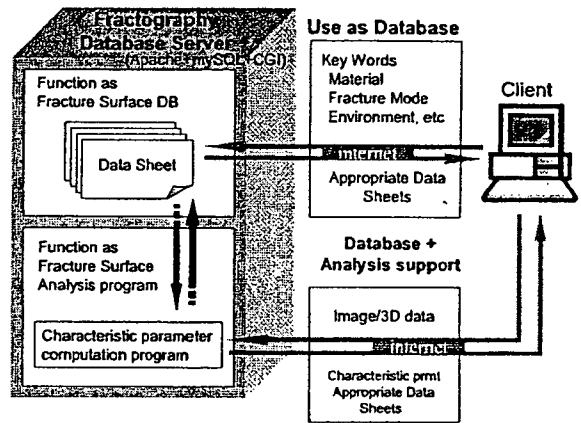 Fractography
Database Server
(Apache+mySQL+CGI)
Function as
Fracture Surface DB
Data Sheet
Function as
Fracture Surface
Analysis program
Characteristic parameter
computation program
Use as Database
Key Words
Material
Fracture Mode
Environment, etc
Internet
Appropriate Data
Sheets
Database +
Analysis support
Image/3D data
Internet
Characteristic prmt
Appropriate Data
Sheets
Client